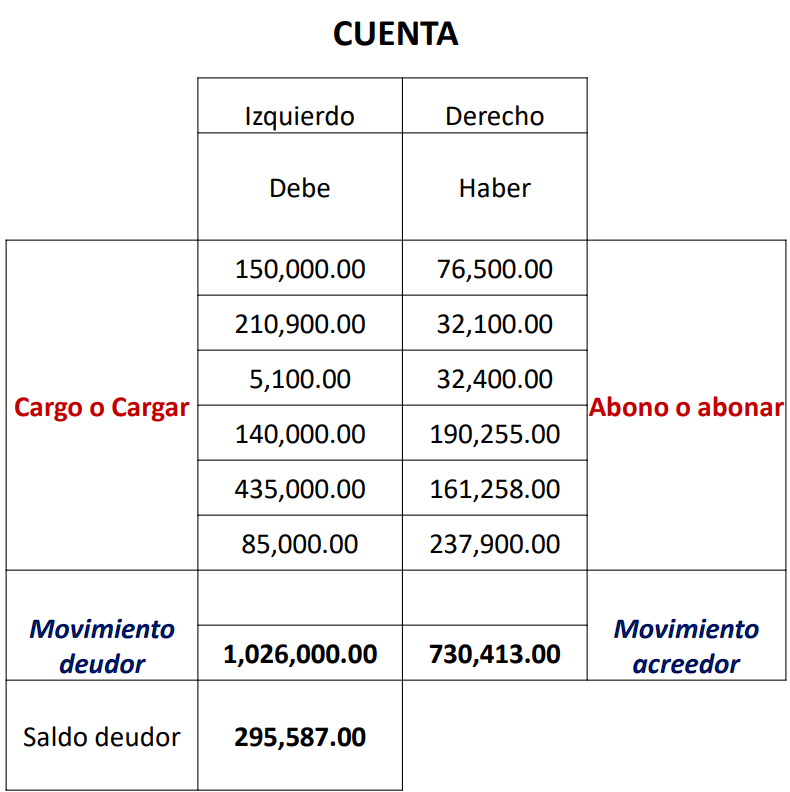 CUENTA
Izquierdo Derecho
Debe Haber
150,000.00 76,500.00
210,900.00 32,100.00
5,100.00 32,400.00
Cargo o Cargar Abono o abonar
140,000.00 190,255.00
435,000.00 161,258.00
85,000.00 237,900.00
Movimiento Movimiento
deudor 1,026,000.00 730,413.00 acreedor
Saldo deudor 295,587.00